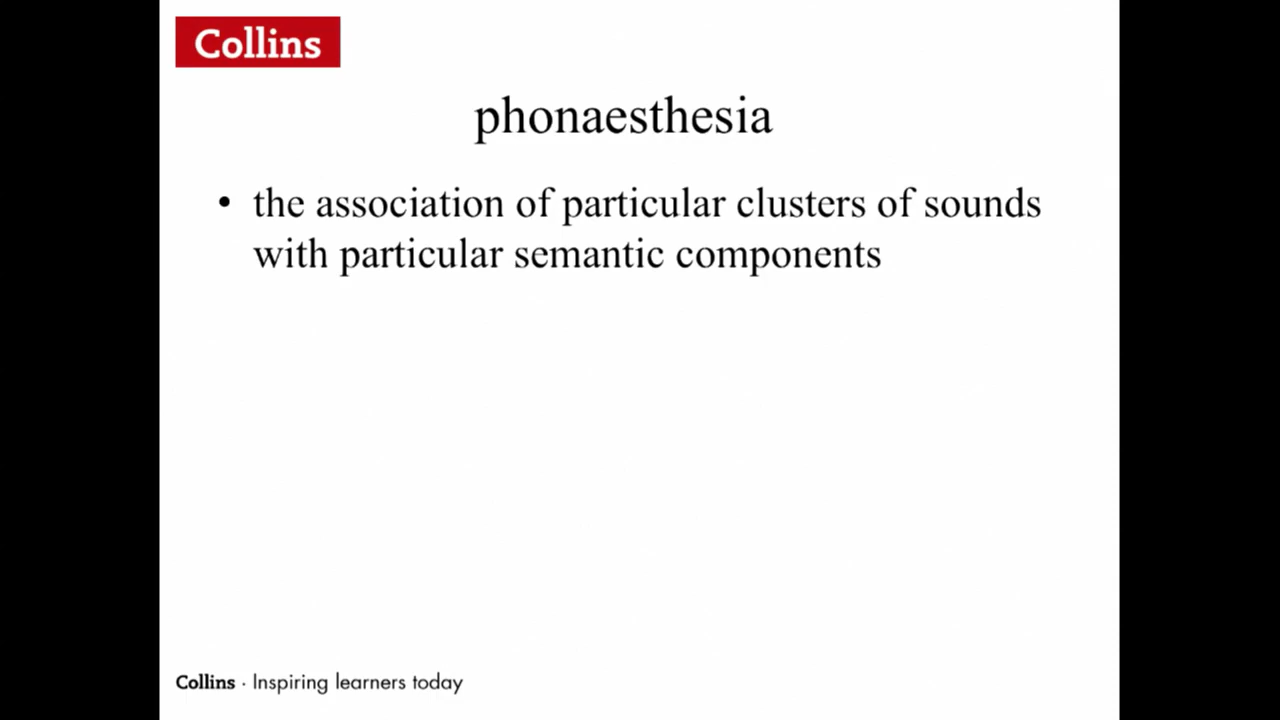 Collins
phonaesthesia
• the association of particular clusters of sounds
with particular semantic components
Collins · Inspiring learners today